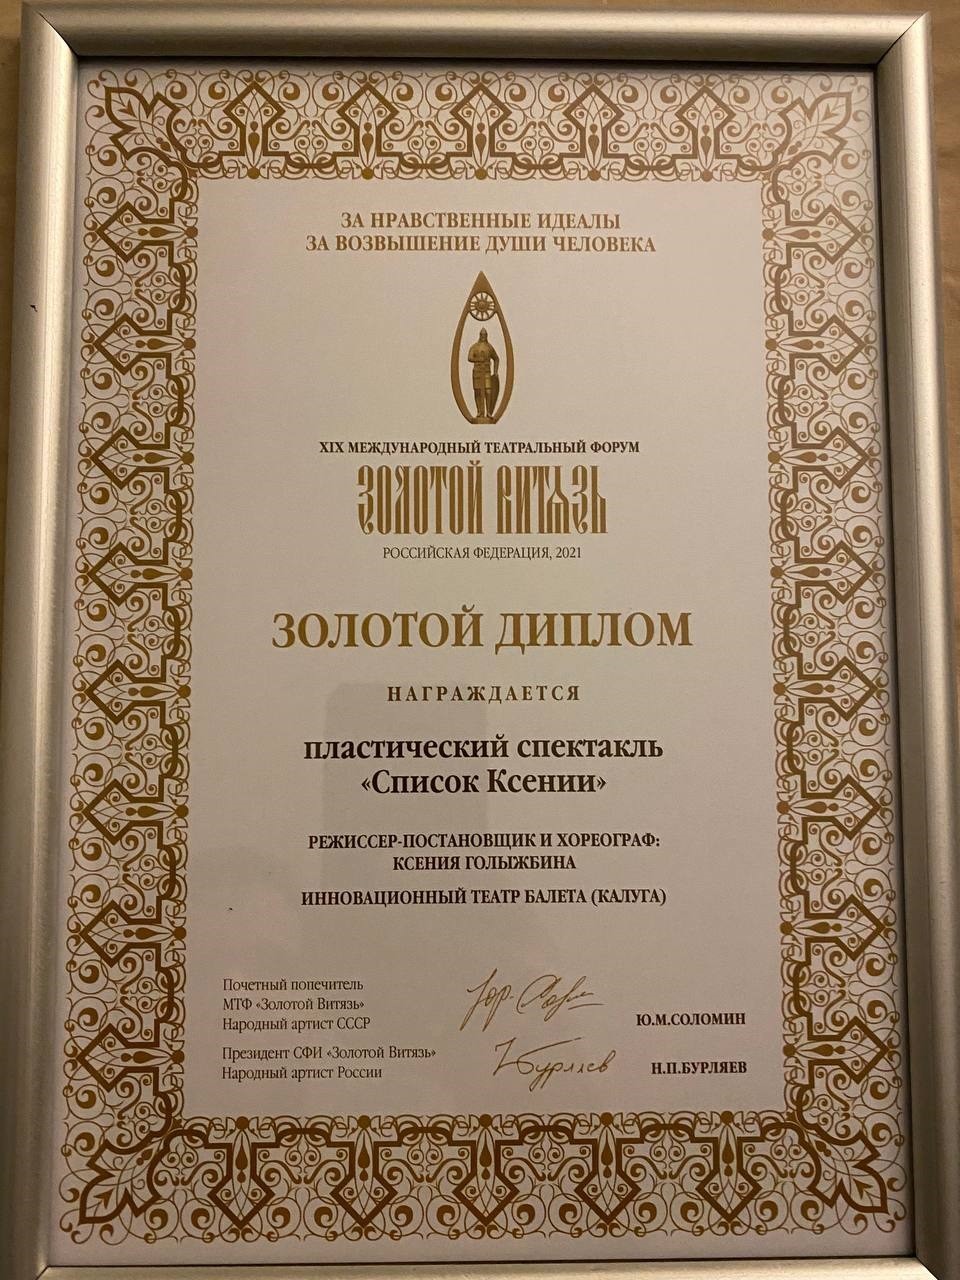 ЗА НРАВСТВЕННЫЕ ИДЕАЛЫ
ЗА ВОЗВЫШЕНИЕ ДУШИ ЧЕЛОВЕКА
XIX МЕЖДУНАРОДНЫЙ ТЕАТРАЛЬНЫЙ ФОРУМ
ЗОЛОТОЙ ВИТЯЗЬ
РОССИЙСКАЯ ФЕДЕРАЦИЯ, 2021
ЗОЛОТОЙ ДИПЛОМ
НАГРАЖДАЕТСЯ
пластический спектакль
«Список Ксении»
РЕЖИССЕР-ПОСТАНОВЩИК И ХОРЕОГРАФ:
КСЕНИЯ ГОЛЫЖБИНА
ИННОВАЦИОННЫЙ ТЕАТР БАЛЕТА (КАЛУГА)
Почетный попечитель
МТФ «Золотой Витязь»
Народный артист СССР
Ю.М.СОЛОМИН
Президент СФИ «Золотой Витязь»
Народный артист России
Н.П.БУРЛЯЕВ